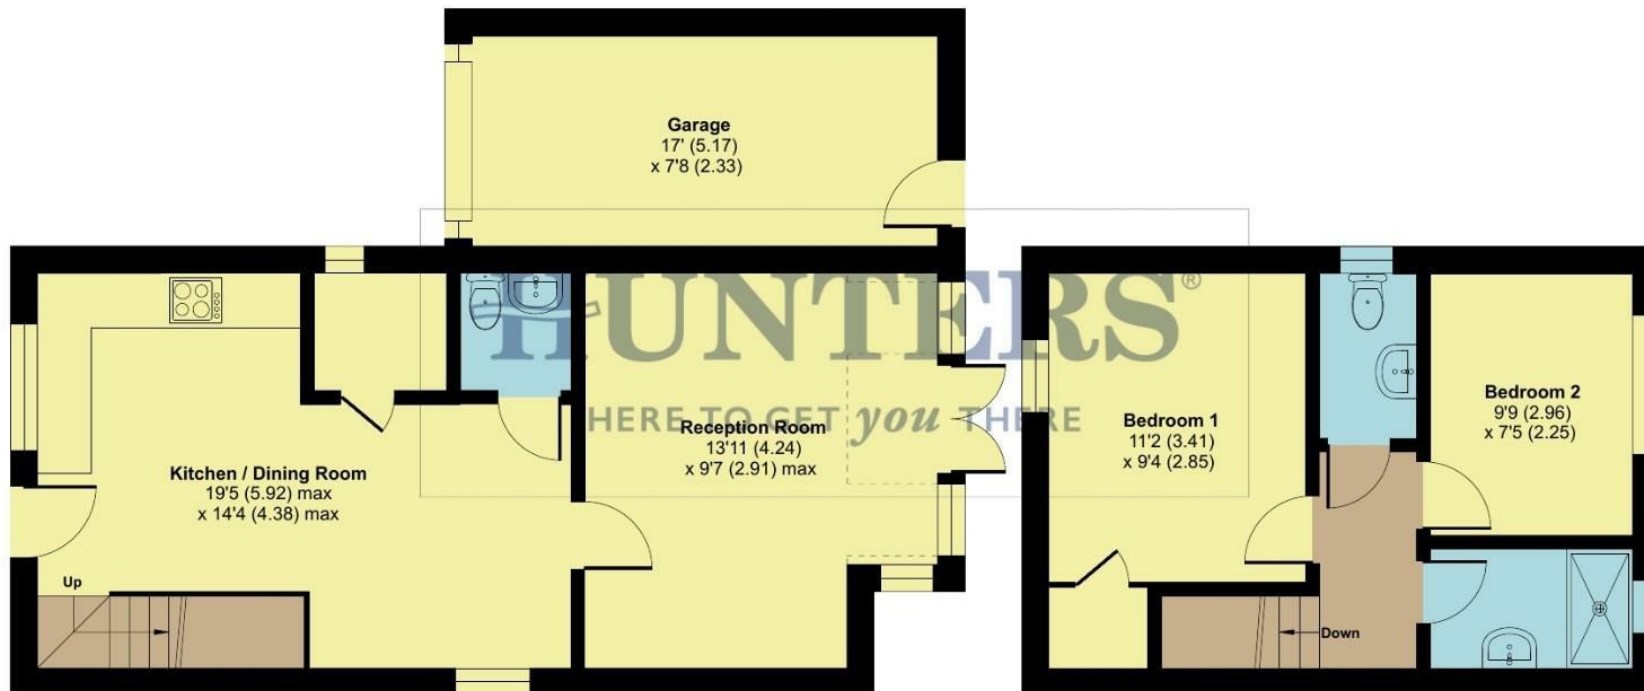 Garage
17' (5.17)
x 7'8 (2.33)
HUNTERS®
HERE TO GET you THERE
Kitchen / Dining Room
19'5 (5.92) max
x 14'4 (4.38) max
Up
Reception Room
13'11 (4.24)
x 9'7 (2.91) max
Bedroom 1
11'2 (3.41)
x 9'4 (2.85)
Bedroom 2
9'9 (2.96)
x 7'5 (2.25)
Down